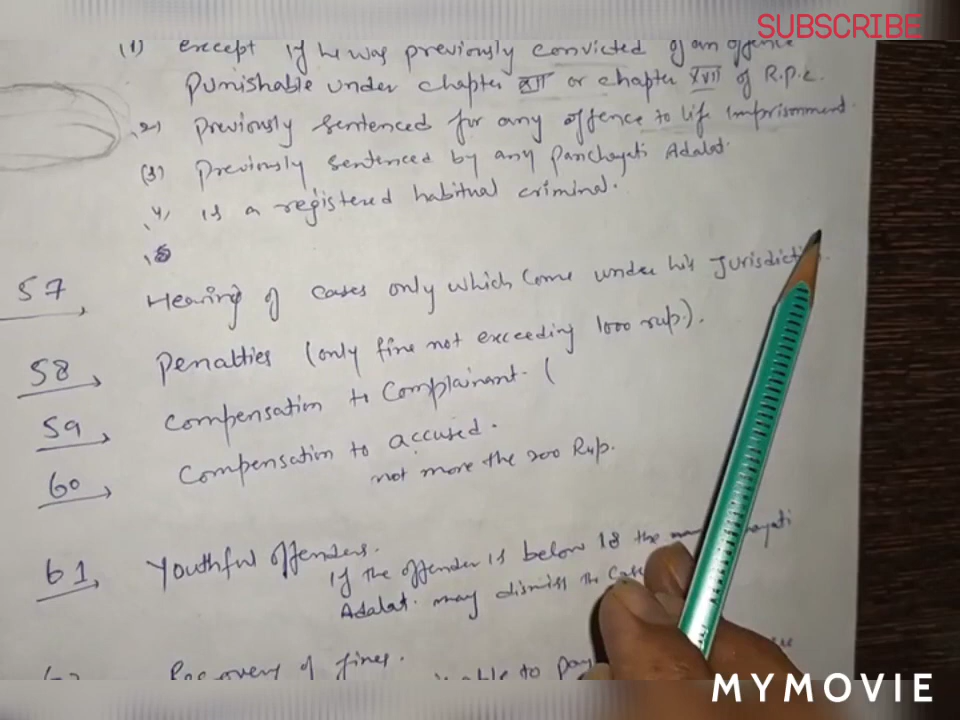 SUBSCRIBE
(1) except if he was previously convicted of an offence
Punishable under chapter XII or chapter XVII of R.P.C.
(2) Previously sentenced for any offence to life Imprisonment.
(3) Previously sentenced by any Panchayati Adalat.
4) is a registered habitual criminal.
57 Hearing of cases only which come under his Jurisdicti
58 Penalties (only fine not exceeding 1000 rup.).
59 Compensation to Complainant. (
60 Compensation to accused.
not more the 200 Rup.
61 Youthful offenders.
if the offender is below 18 the
Adalat may dismiss the Case
Recovery of fines.
to pay
MYMOVIE